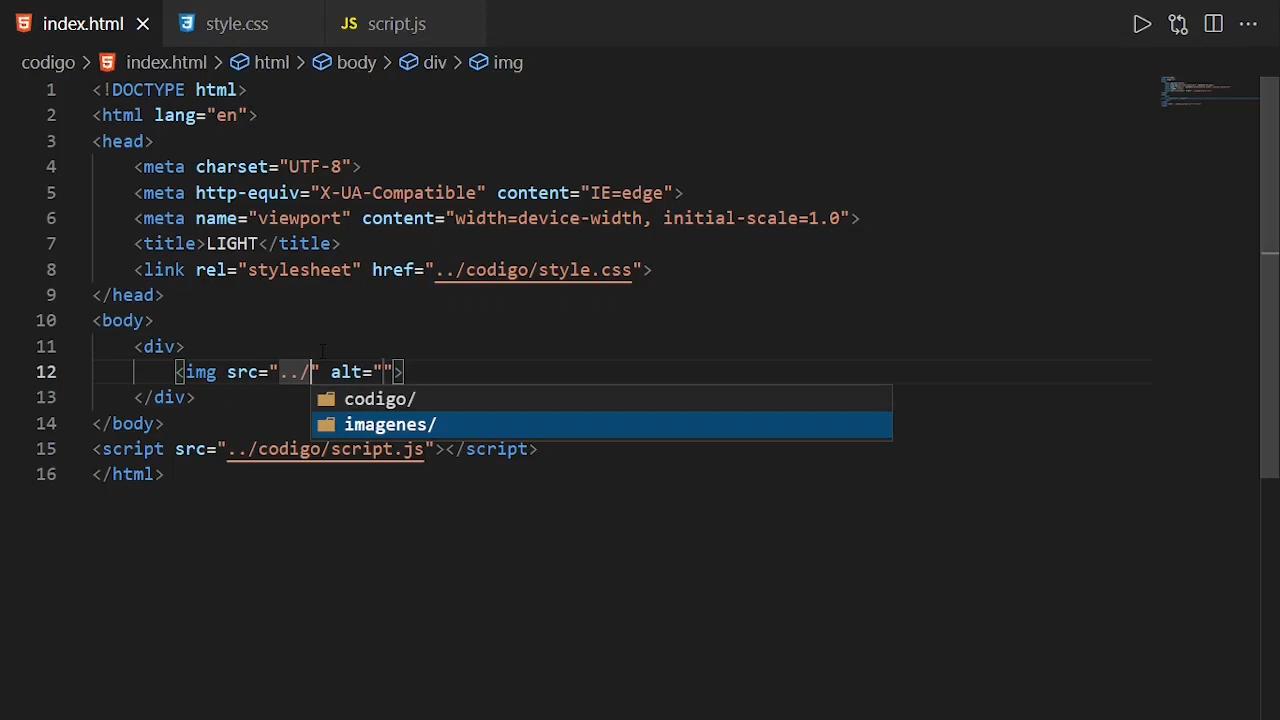 index.html
style.css
JS script.js
codigo > index.html > html > body > div > img
1 <!DOCTYPE html>
2 <html lang="en">
3 <head>
4 <meta charset="UTF-8">
5 <meta http-equiv="X-UA-Compatible" content="IE=edge">
6 <meta name="viewport" content="width=device-width, initial-scale=1.0">
7 <title>LIGHT</title>
8 <link rel="stylesheet" href="../codigo/style.css">
9 </head>
10 <body>
11 <div>
12 <img src="../" alt="">
codigo/
13 </div>
imagenes/
14 </body>
15 <script src="../codigo/script.js"></script>
16 </html>